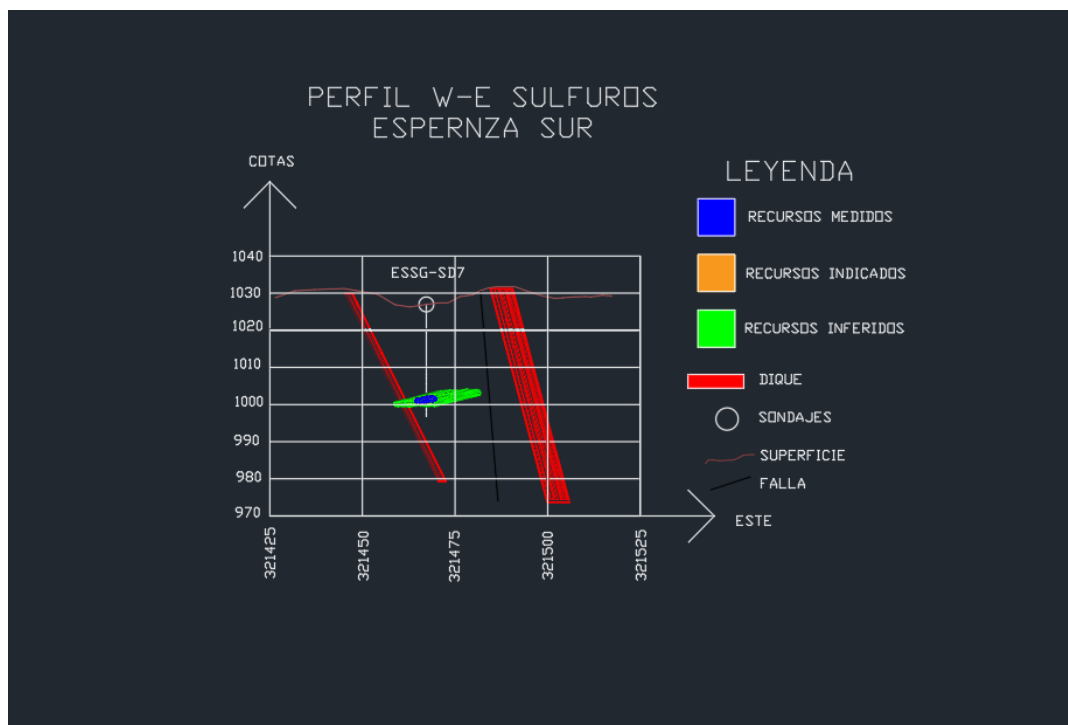 PERFIL W-E SULFUROS
ESPERNZA SUR
COTAS
LEYENDA
RECURSOS MEDIDOS
RECURSOS INDICADOS
RECURSOS INFERIDOS
DIQUE
SONDAJES
SUPERFICIE
FALLA
1040
ESSG-SD7
1030
1020
1010
1000
990
980
970
ESTE
321425
321450
321475
321500
321525